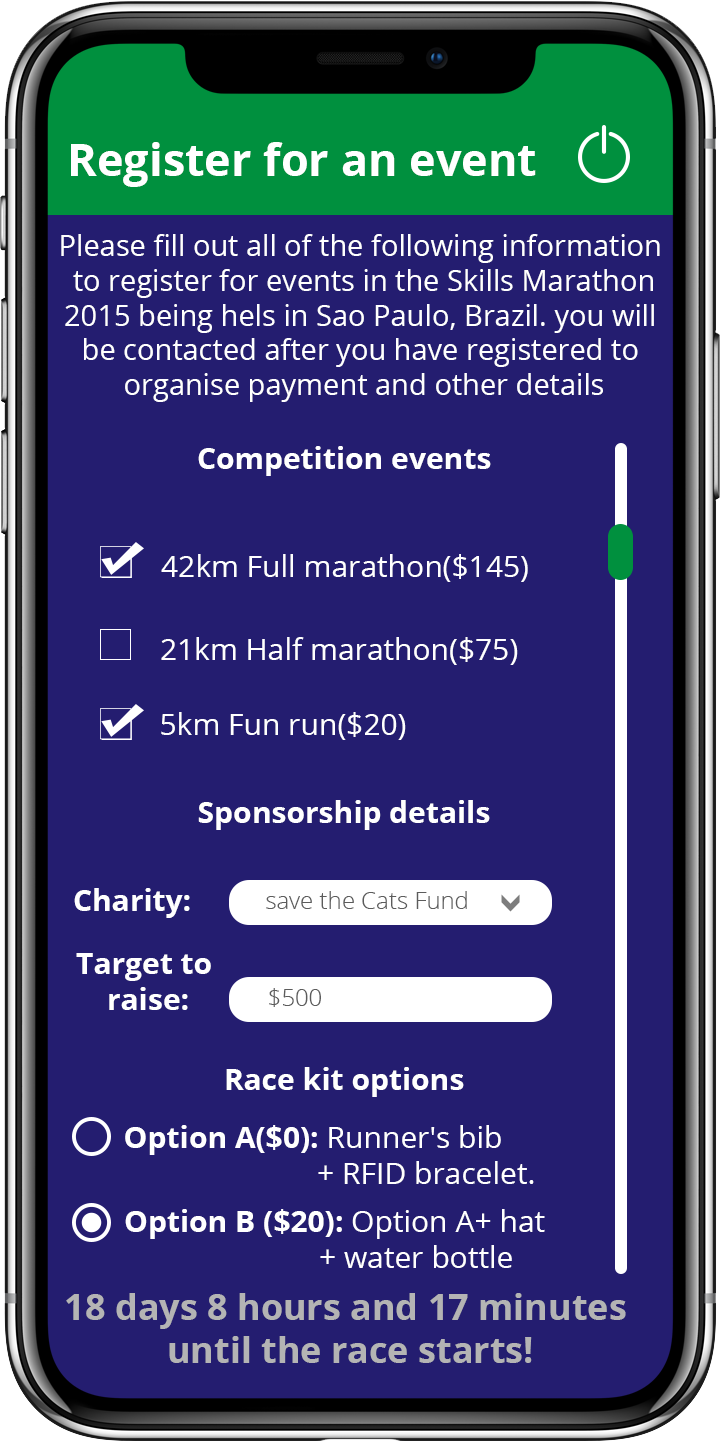 Register for an event
Please fill out all of the following information
to register for events in the Skills Marathon
2015 being hels in Sao Paulo, Brazil. you will
be contacted after you have registered to
organise payment and other details
Competition events
42km Full marathon($145)
21km Half marathon($75)
5km Fun run($20)
Sponsorship details
Charity: save the Cats Fund
Target to
raise: $500
Race kit options
Option A($0): Runner's bib
+ RFID bracelet.
Option B ($20): Option A+ hat
+ water bottle
18 days 8 hours and 17 minutes
until the race starts!